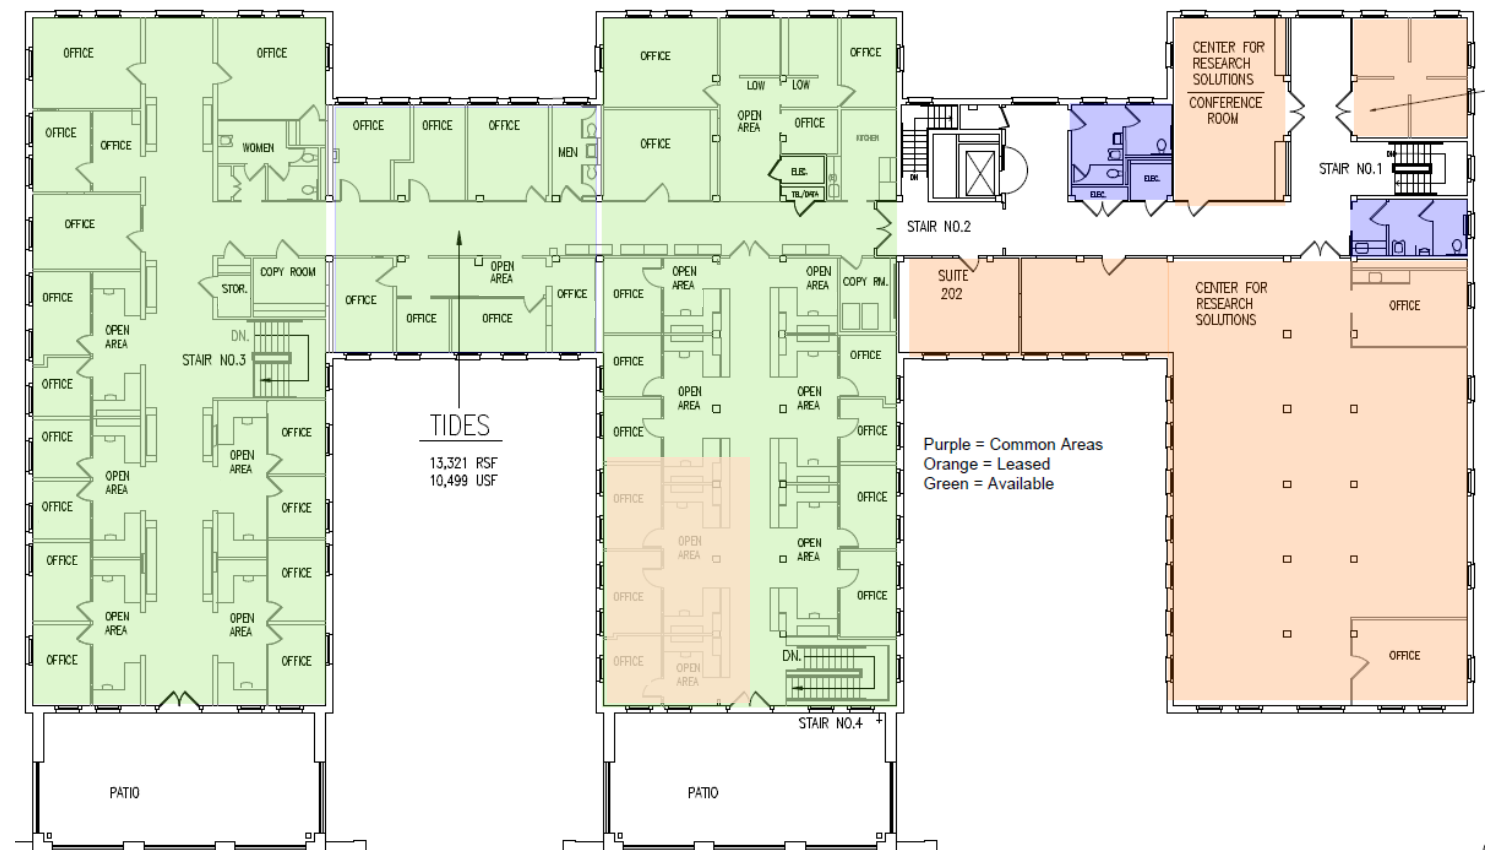 OFFICE
OFFICE
OFFICE
OFFICE
WOMEN
OFFICE
COPY ROOM
STOR.
OFFICE
OPEN
AREA
DN.
STAIR NO.3
OFFICE
OFFICE
OPEN
AREA
OFFICE
OPEN
AREA
OFFICE
OFFICE
OFFICE
OFFICE
OPEN
AREA
OPEN
AREA
OFFICE
OFFICE
OFFICE
PATIO
OFFICE
OFFICE
OFFICE
MEN
OPEN
AREA
OFFICE
OFFICE
OFFICE
OFFICE
TIDES
13,321 RSF
10,499 USF
OFFICE
OFFICE
LOW
LOW
OPEN
AREA
OFFICE
OFFICE
KITCHEN
ELEC.
TEL/DATA
OFFICE
OPEN
AREA
OPEN
AREA
COPY RM.
OFFICE
OFFICE
OPEN
AREA
OPEN
AREA
OFFICE
OFFICE
OFFICE
OFFICE
OPEN
AREA
OPEN
AREA
OFFICE
OFFICE
OFFICE
OPEN
AREA
DN.
STAIR NO.4
PATIO
DN
STAIR NO.2
ELEC.
ELEC.
SUITE
202
CENTER FOR
RESEARCH
SOLUTIONS
CONFERENCE
ROOM
STAIR NO.1
DN
CENTER FOR
RESEARCH
SOLUTIONS
OFFICE
OFFICE
Purple = Common Areas
Orange = Leased
Green = Available